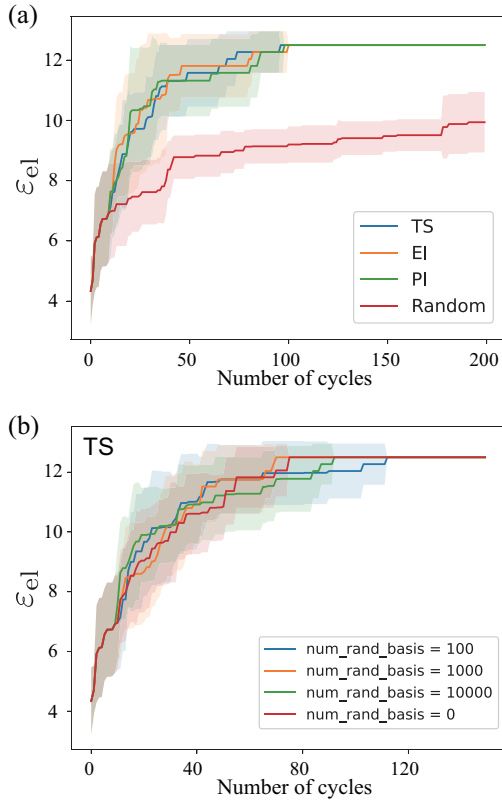 (a)
12
10
8
6
4
εel
TS
EI
PI
Random
0 50 100 150 200
Number of cycles
(b)
TS
12
10
8
6
4
εel
num_rand_basis = 100
num_rand_basis = 1000
num_rand_basis = 10000
num_rand_basis = 0
0 40 80 120
Number of cycles